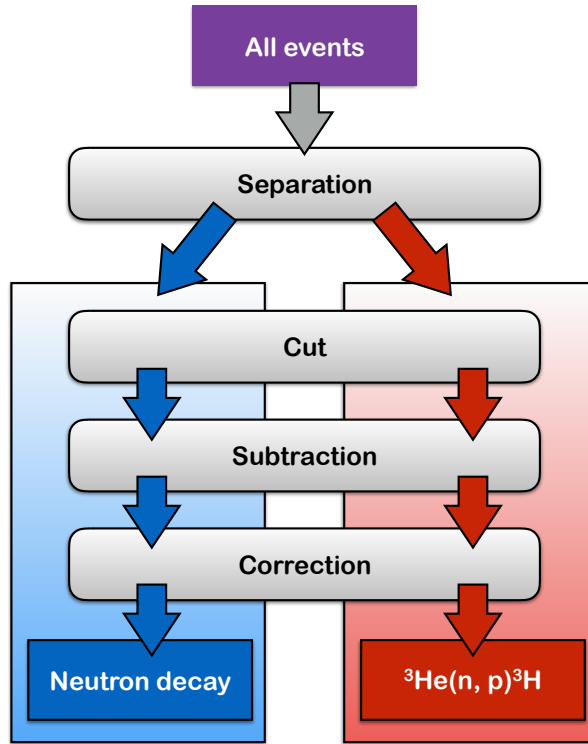 All events
Separation
Cut
Subtraction
Correction
Neutron decay
³He(n, p)³H